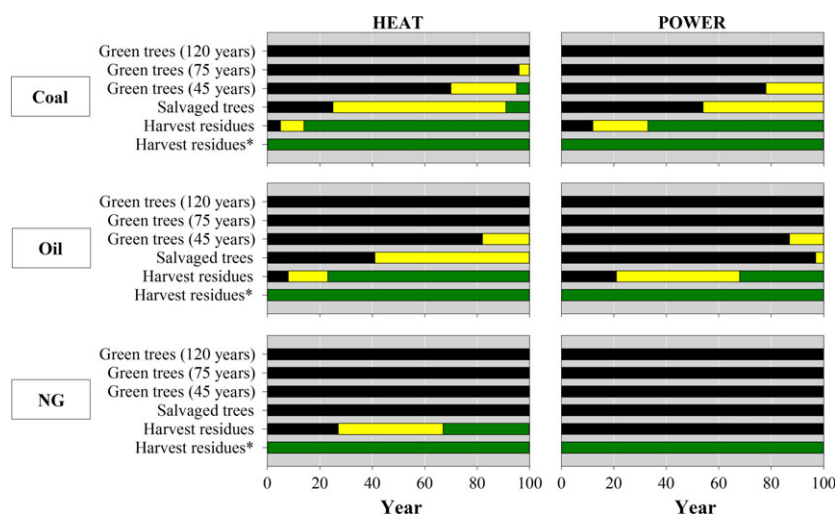 HEAT POWER
Coal
Green trees (120 years)
Green trees (75 years)
Green trees (45 years)
Salvaged trees
Harvest residues
Harvest residues*
Oil
Green trees (120 years)
Green trees (75 years)
Green trees (45 years)
Salvaged trees
Harvest residues
Harvest residues*
NG
Green trees (120 years)
Green trees (75 years)
Green trees (45 years)
Salvaged trees
Harvest residues
Harvest residues*
0 20 40 60 80 100 0 20 40 60 80 100
Year Year